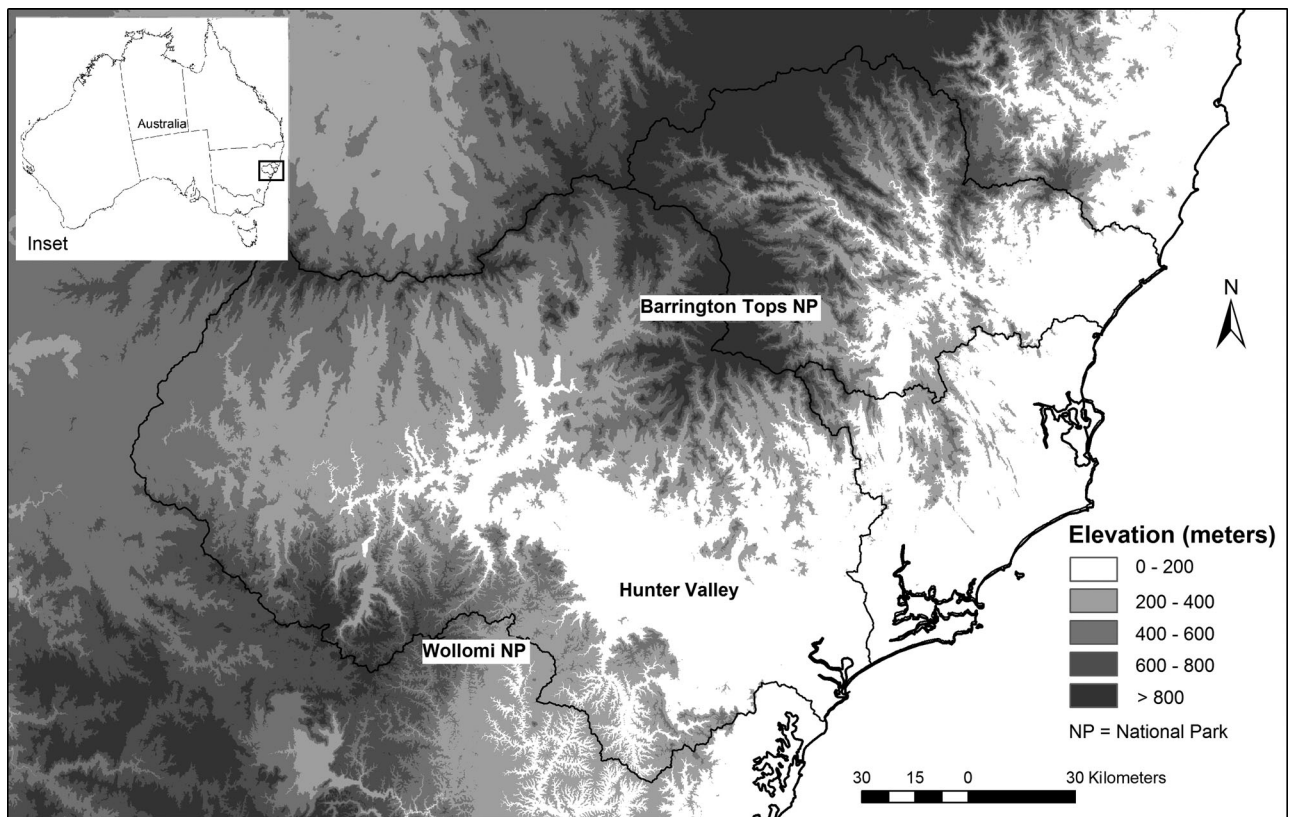 Australia
Inset
Barrington Tops NP
N
Hunter Valley
Wollomi NP
Elevation (meters)
0 - 200
200 - 400
400 - 600
600 - 800
> 800
NP = National Park
30 15 0 30 Kilometers